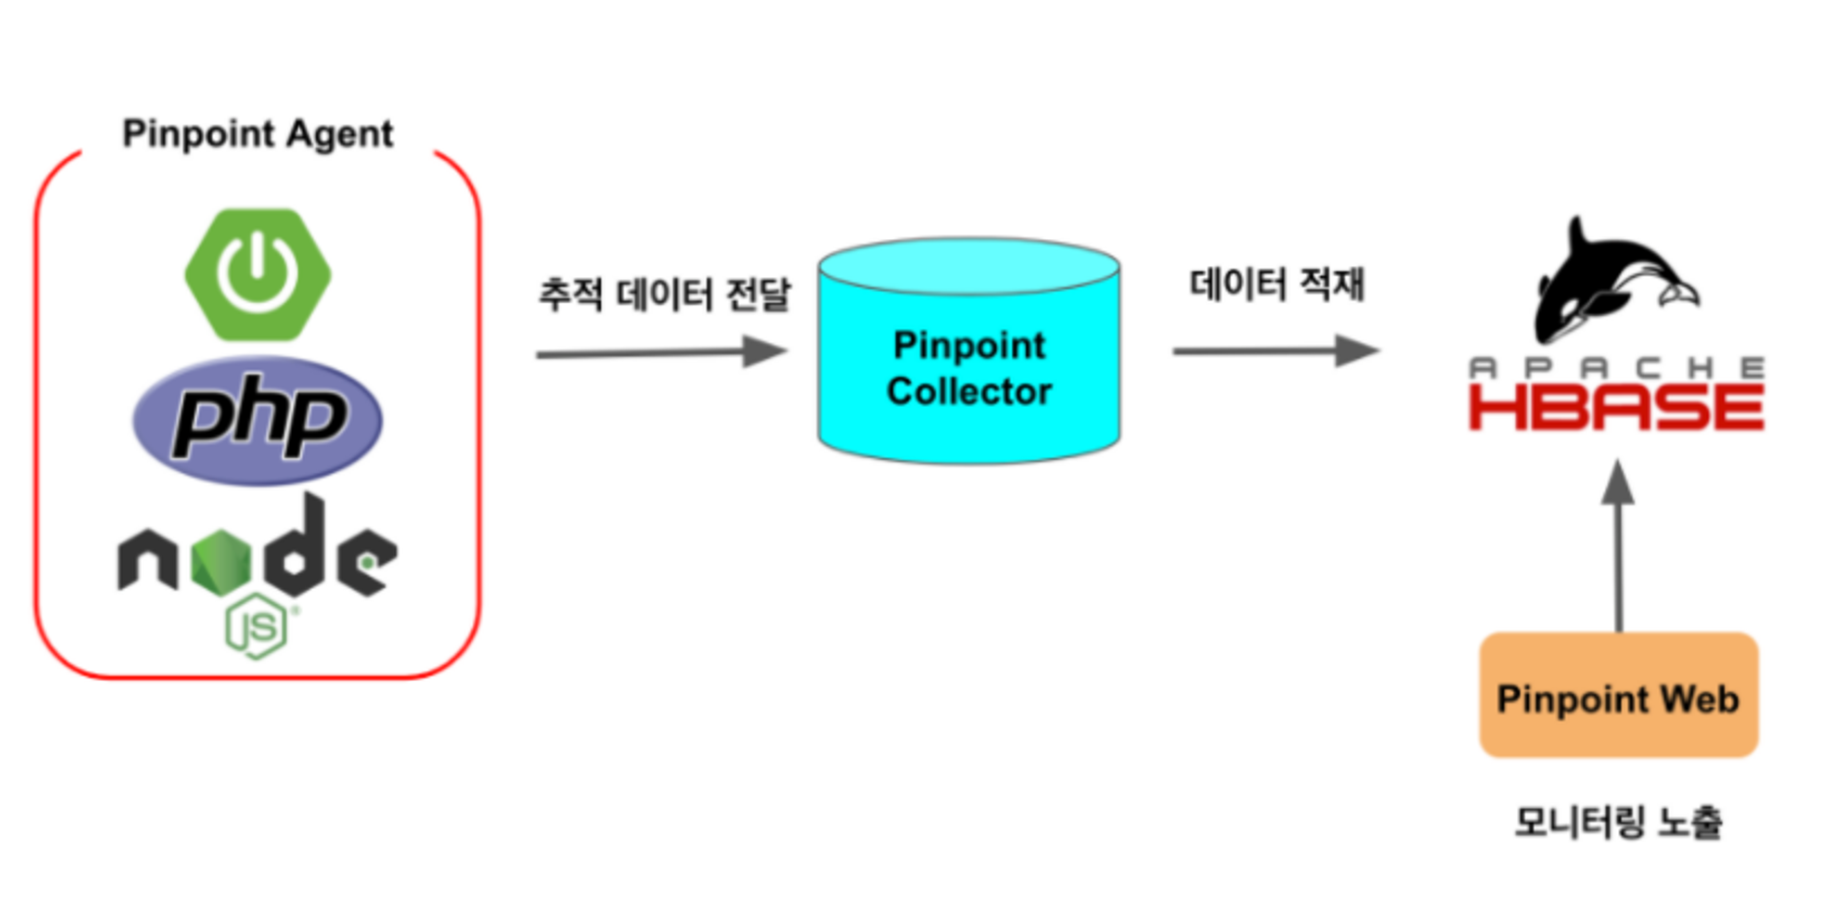 Pinpoint Agent
php
node
JS
추적 데이터 전달
Pinpoint
Collector
데이터 적재
APACHE
HBASE
Pinpoint Web
모니터링 노출